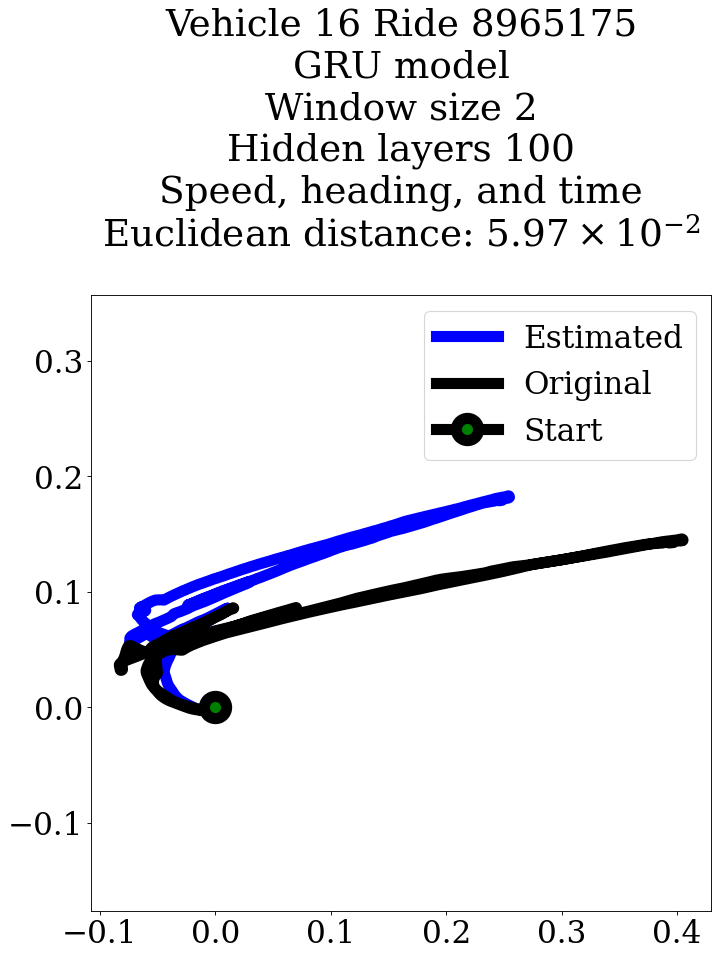 Vehicle 16 Ride 8965175
GRU model
Window size 2
Hidden layers 100
Speed, heading, and time
Euclidean distance: 5.97 × 10⁻²
Estimated
Original
Start
0.3
0.2
0.1
0.0
−0.1
−0.1 0.0 0.1 0.2 0.3 0.4